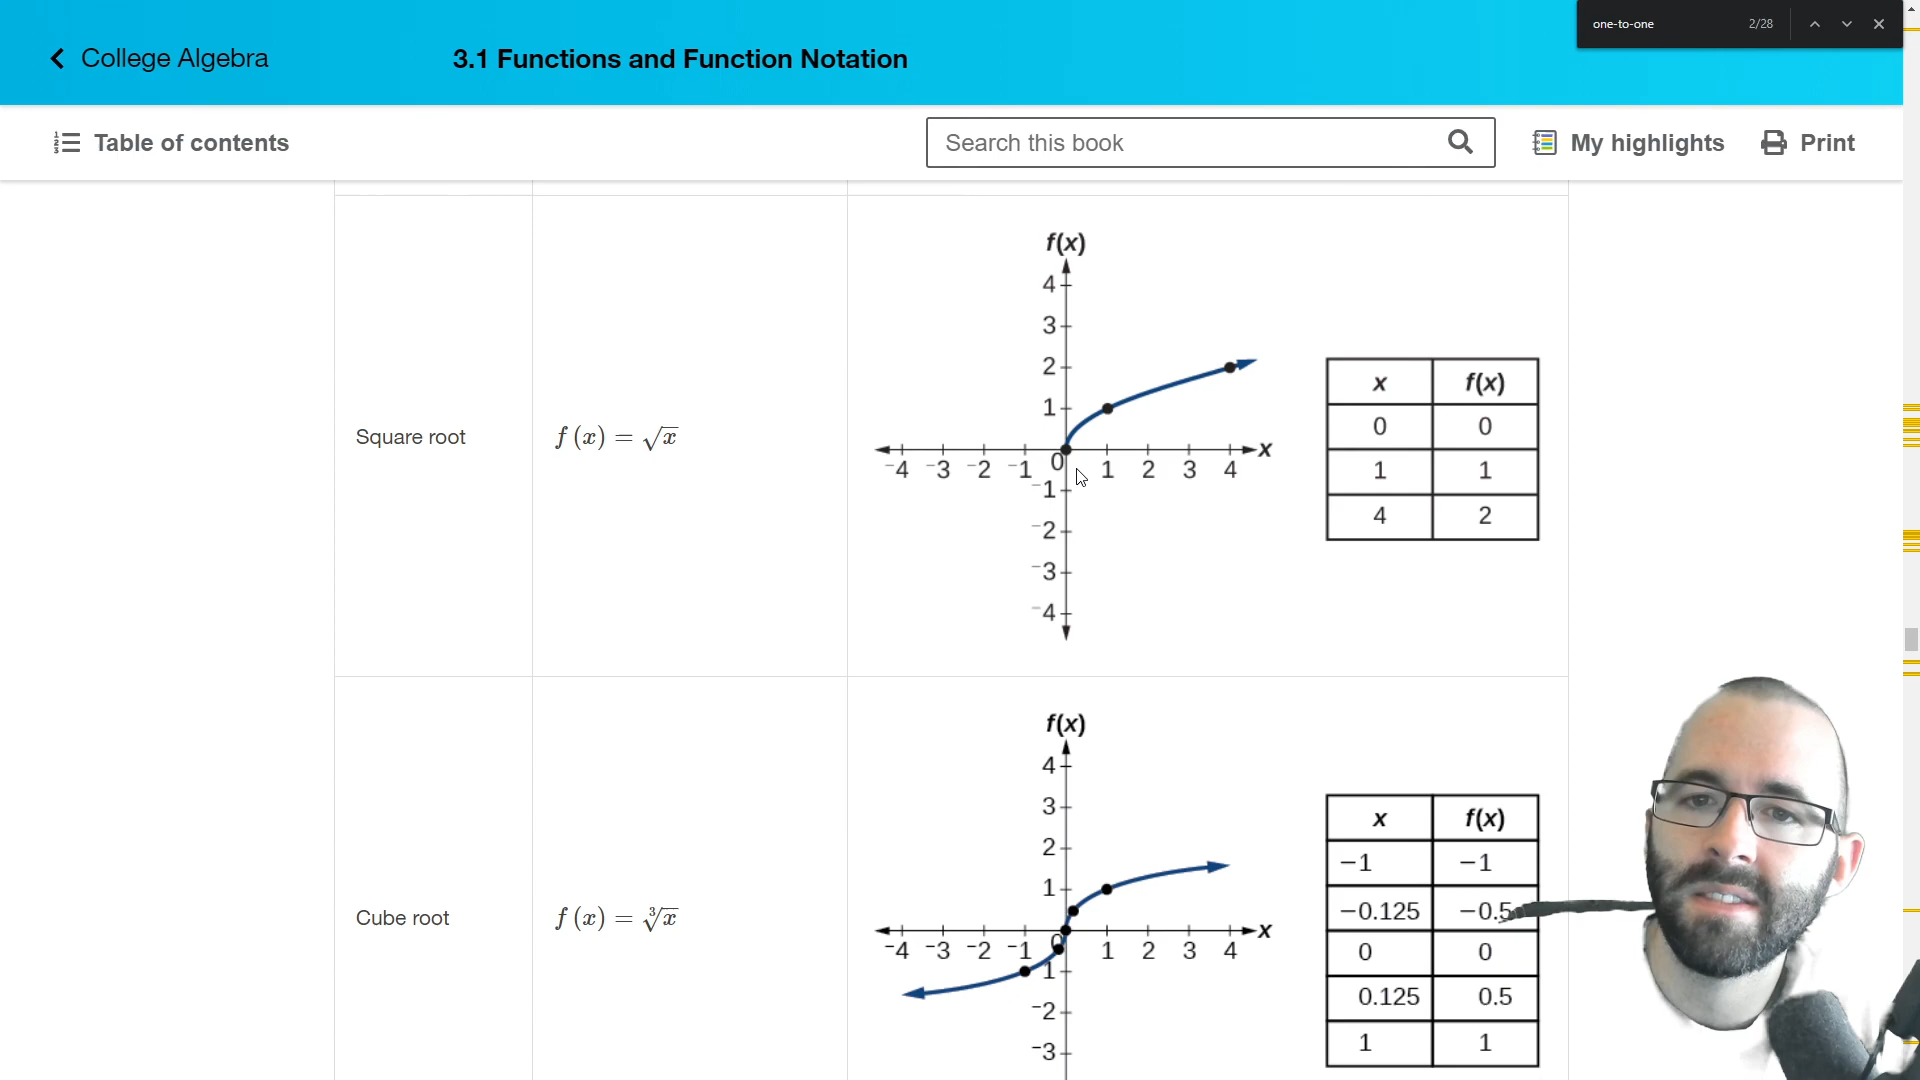 one-to-one 2/28
College Algebra
3.1 Functions and Function Notation
Table of contents
Search this book
My highlights
Print
Square root
f (x) = √x
f(x)
4
3
2
1
−4 −3 −2 −1 0 1 2 3 4 x
−1
−2
−3
−4
x f(x)
0 0
1 1
4 2
Cube root
f (x) = ∛x
f(x)
4
3
2
1
−4 −3 −2 −1 0 1 2 3 4 x
1
−2
−3
x f(x)
−1 −1
−0.125 −0.5
0 0
0.125 0.5
1 1